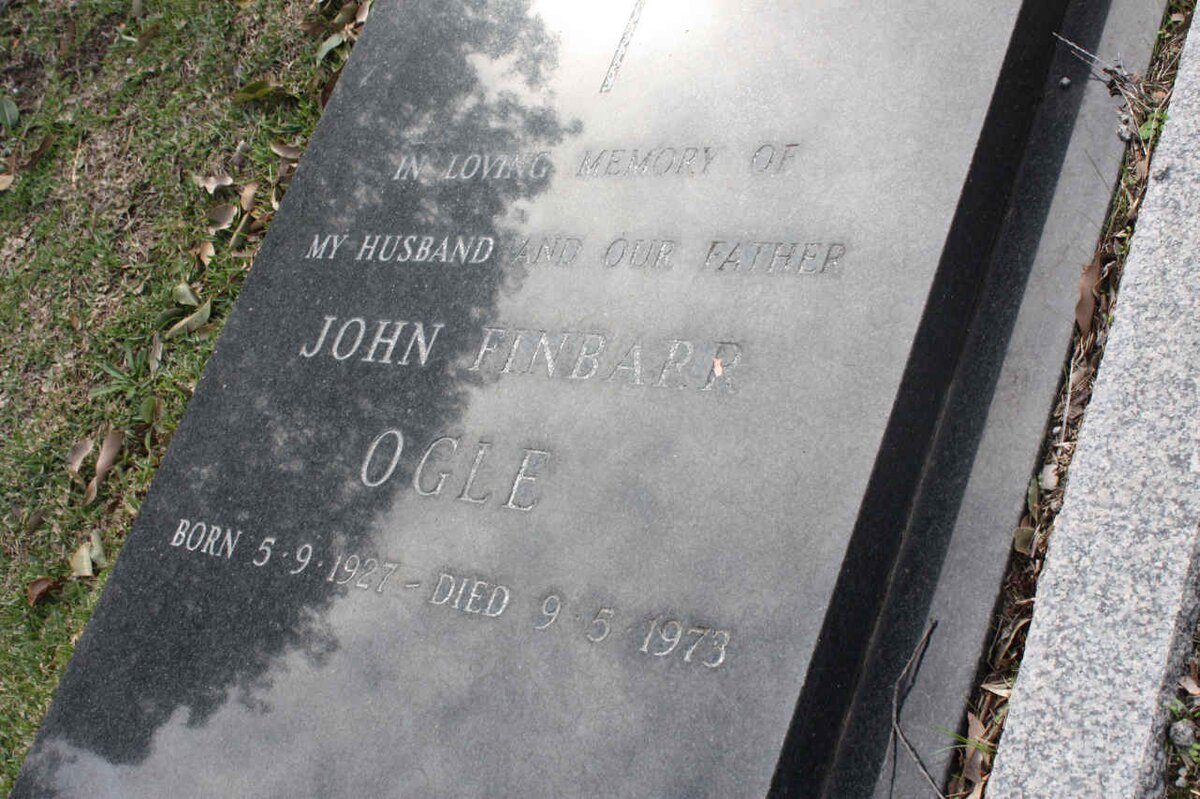 IN LOVING MEMORY OF
MY HUSBAND AND OUR FATHER
JOHN FINBARR
OGLE
BORN 5·9·1927 – DIED 9·5·1973